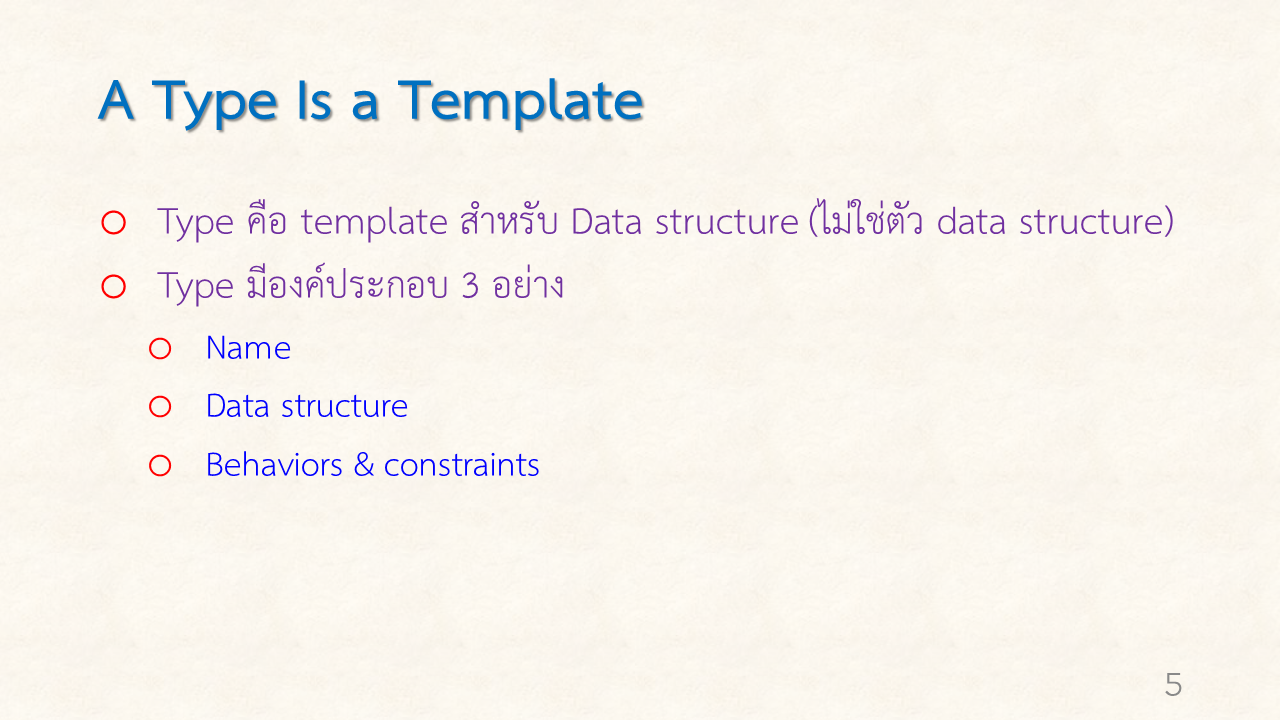 A Type Is a Template
Type คือ template สำหรับ Data structure (ไม่ใช่ตัว data structure)
Type มีองค์ประกอบ 3 อย่าง
Name
Data structure
Behaviors & constraints
5